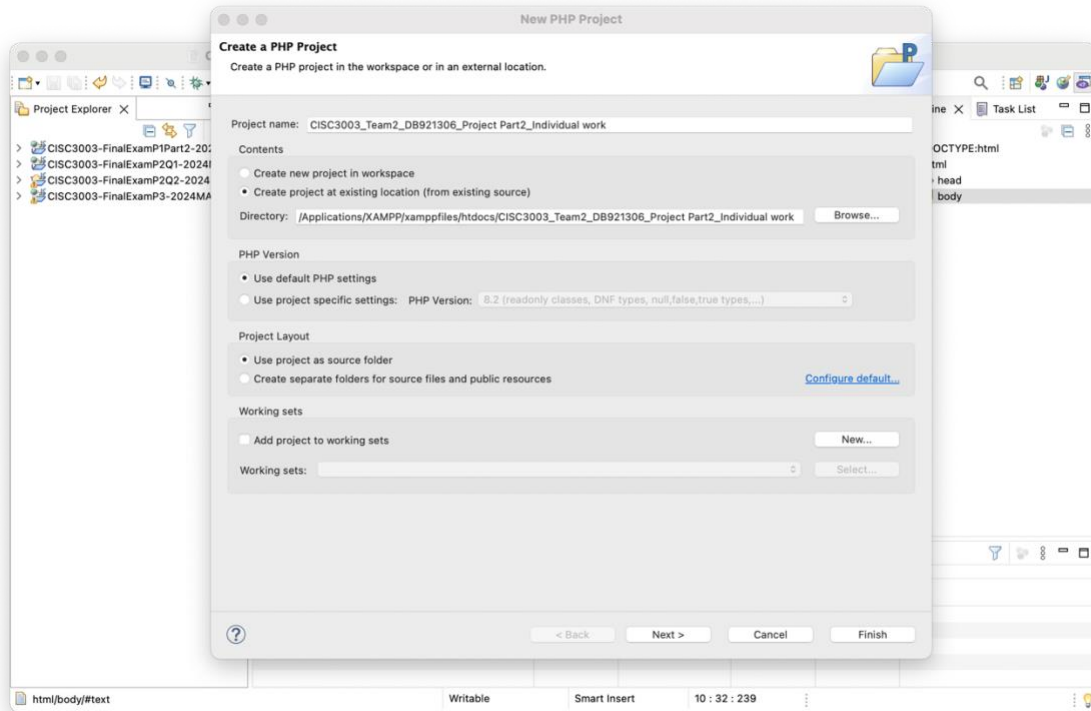 New PHP Project
Create a PHP Project
Create a PHP project in the workspace or in an external location.
Project Explorer
ine
Task List
Project name: CISC3003_Team2_DB921306_Project Part2_Individual work
CISC3003-FinalExamP1Part2-202
CISC3003-FinalExamP2Q1-2024I
CISC3003-FinalExamP2Q2-2024
CISC3003-FinalExamP3-2024MA
OCTYPE:html
tml
head
body
Contents
Create new project in workspace
Create project at existing location (from existing source)
Directory: /Applications/XAMPP/xamppfiles/htdocs/CISC3003_Team2_DB921306_Project Part2_Individual work Browse...
PHP Version
Use default PHP settings
Use project specific settings: PHP Version: 8.2 (readonly classes, DNF types, null,false,true types,...)
Project Layout
Use project as source folder
Create separate folders for source files and public resources Configure default...
Working sets
Add project to working sets New...
Working sets: Select...
? < Back Next > Cancel Finish
html/body/#text Writable Smart Insert 10 : 32 : 239